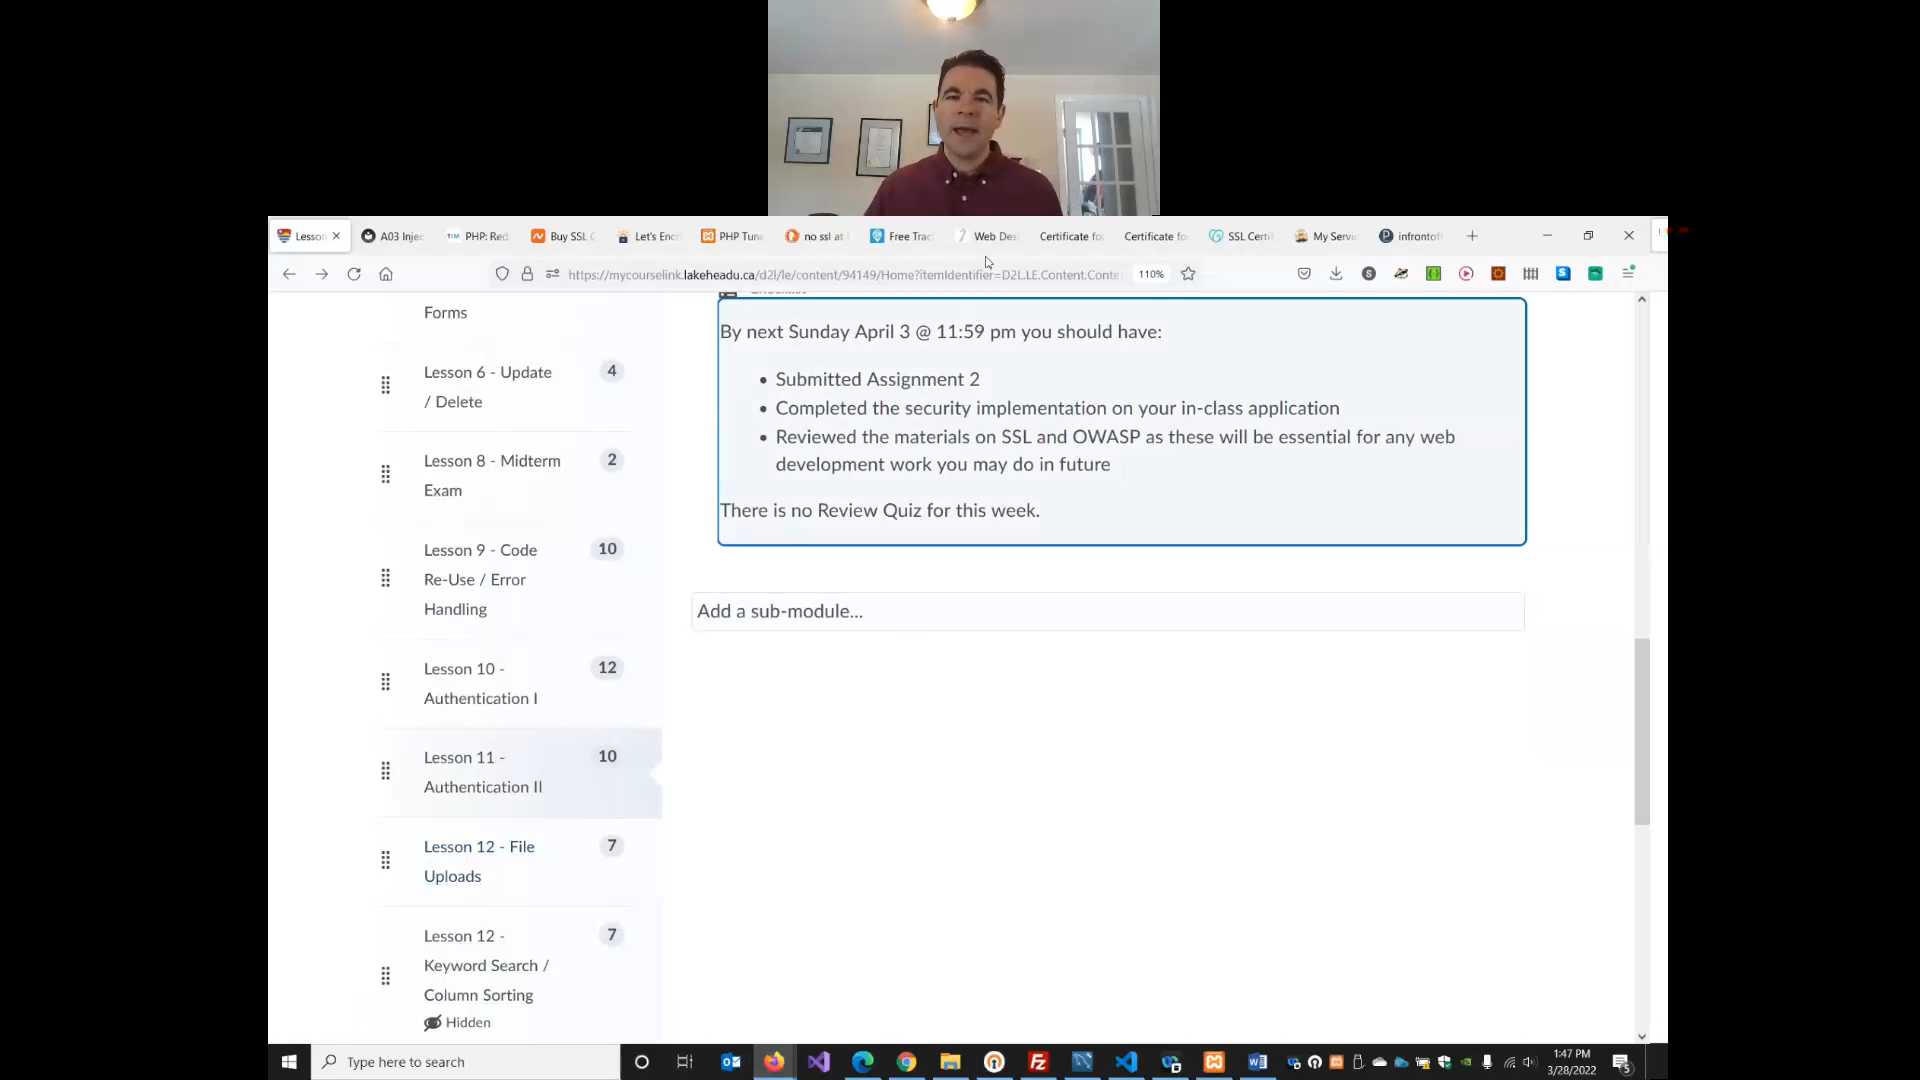 Lesson
A03 Injec
TIM PHP: Red
Buy SSL C
Let's Enc
PHP Tun
no ssl at
Free Trac
Web Des
Certificate fo
Certificate fo
SSL Certi
My Servi
infrontof
https://mycourselink.lakeheadu.ca/d2l/le/content/94149/Home?itemIdentifier=D2L.LE.Content.Conte
110%
Forms
Lesson 6 - Update
4
/ Delete
Lesson 8 - Midterm
2
Exam
Lesson 9 - Code
10
Re-Use / Error
Handling
Lesson 10 -
12
Authentication I
Lesson 11 -
10
Authentication II
Lesson 12 - File
7
Uploads
Lesson 12 -
7
Keyword Search /
Column Sorting
Hidden
By next Sunday April 3 @ 11:59 pm you should have:
• Submitted Assignment 2
• Completed the security implementation on your in-class application
• Reviewed the materials on SSL and OWASP as these will be essential for any web
development work you may do in future
There is no Review Quiz for this week.
Add a sub-module...
Type here to search
1:47 PM
3/28/2022
5